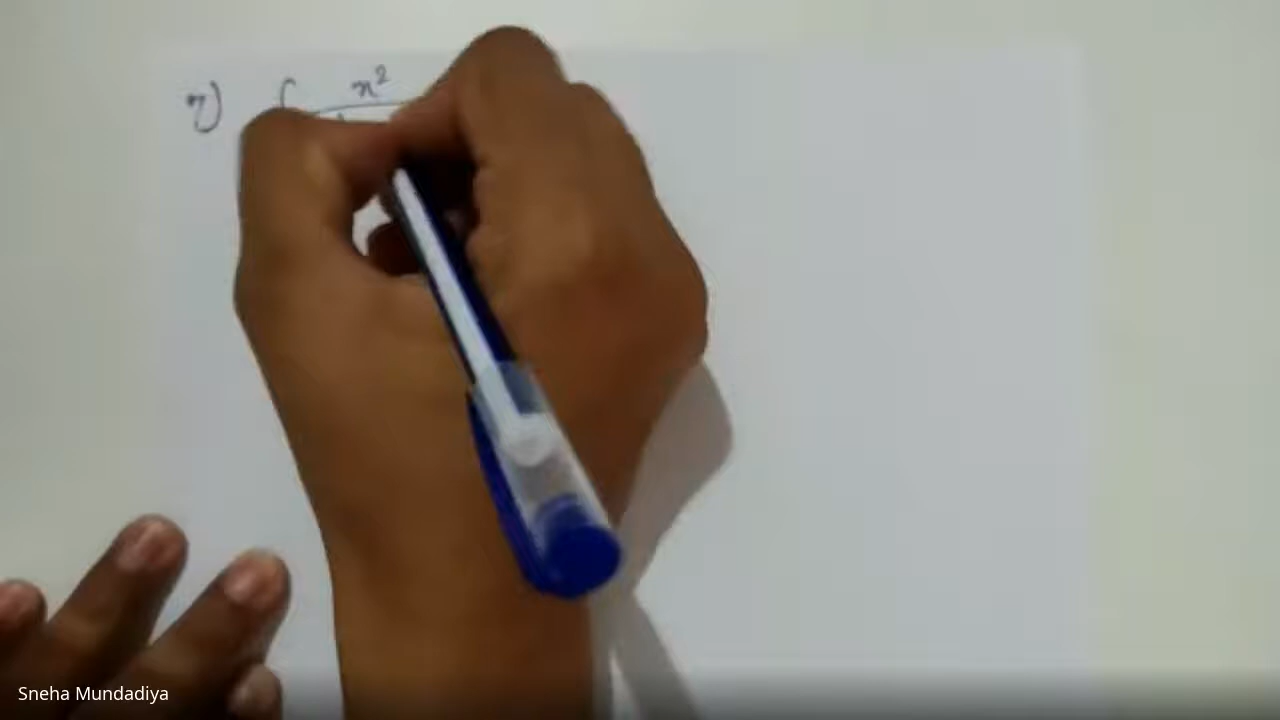 7) ∫ x²
Sneha Mundadiya